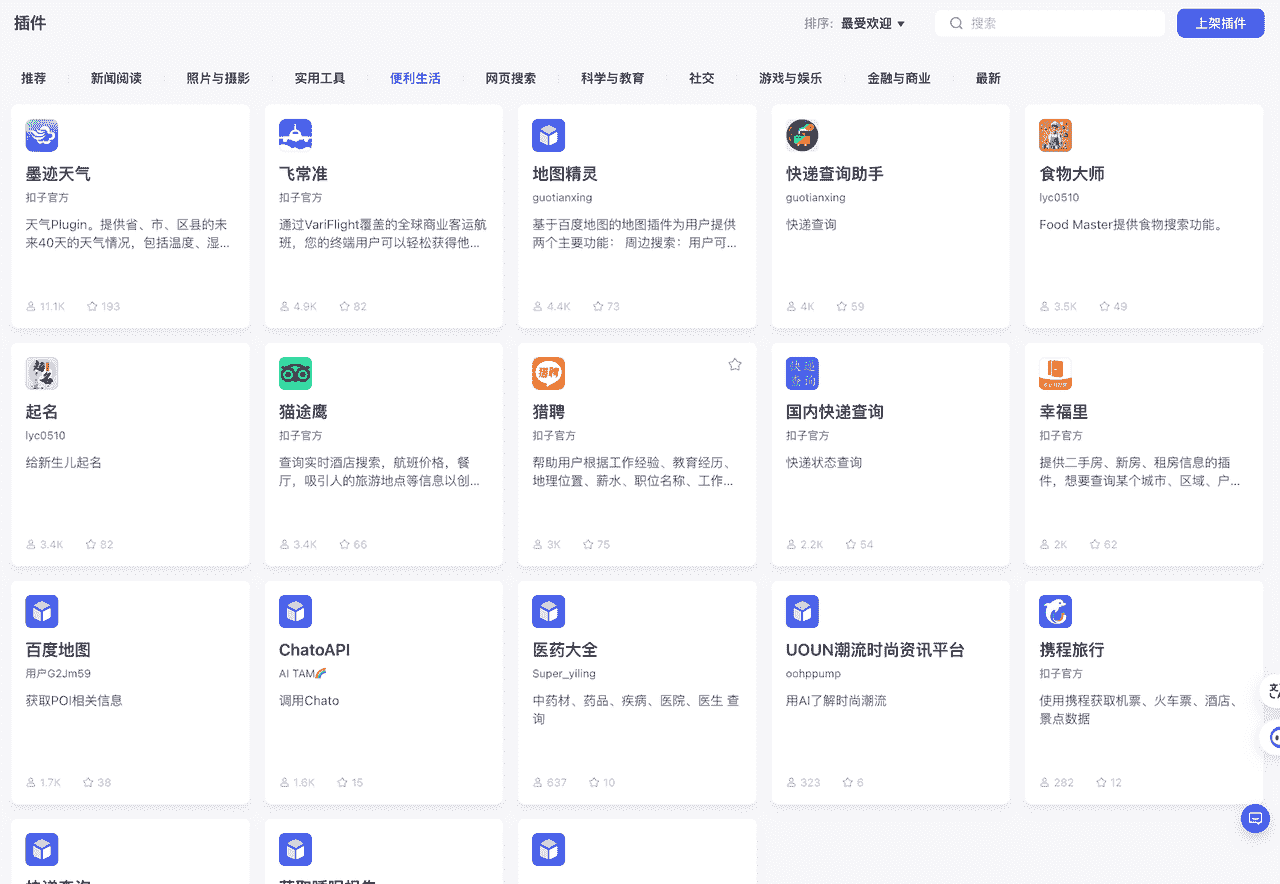 插件
排序: 最受欢迎
搜索
上架插件
推荐 新闻阅读 照片与摄影 实用工具 便利生活 网页搜索 科学与教育 社交 游戏与娱乐 金融与商业 最新
墨迹天气
扣子官方
天气Plugin。提供省、市、区县的未
来40天的天气情况，包括温度、湿...
11.1K 193
飞常准
扣子官方
通过VariFlight覆盖的全球商业客运航
班，您的终端用户可以轻松获得他...
4.9K 82
地图精灵
guotianxing
基于百度地图的地图插件为用户提供
两个主要功能： 周边搜索：用户可...
4.4K 73
快递查询助手
guotianxing
快递查询
4K 59
食物大师
lyc0510
Food Master提供食物搜索功能。
3.5K 49
起名
lyc0510
给新生儿起名
3.4K 82
猫途鹰
扣子官方
查询实时酒店搜索，航班价格，餐
厅，吸引人的旅游地点等信息以创...
3.4K 66
猎聘
猎聘
扣子官方
帮助用户根据工作经验、教育经历、
地理位置、薪水、职位名称、工作...
3K 75
快递
查询
国内快递查询
扣子官方
快递状态查询
2.2K 54
幸福里
扣子官方
提供二手房、新房、租房信息的插
件，想要查询某个城市、区域、户...
2K 62
百度地图
用户G2Jm59
获取POI相关信息
1.7K 38
ChatoAPI
AI TAM🌈
调用Chato
1.6K 15
医药大全
Super_yiling
中药材、药品、疾病、医院、医生 查
询
637 10
UOUN潮流时尚资讯平台
oohppump
用AI了解时尚潮流
323 6
携程旅行
扣子官方
使用携程获取机票、火车票、酒店、
景点数据
282 12
快递查询